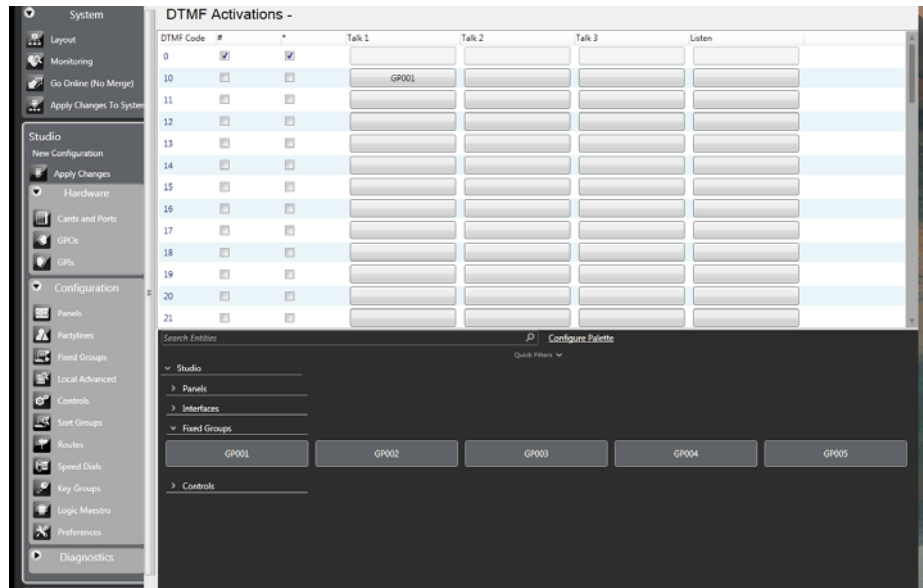 System
Layout
Monitoring
Go Online (No Merge)
Apply Changes To System
Studio
New Configuration
Apply Changes
Hardware
Cards and Ports
GPOs
GPIs
Configuration
Panels
Partylines
Fixed Groups
Local Advanced
Controls
Sort Groups
Routes
Speed Dials
Key Groups
Logic Maestro
Preferences
Diagnostics
DTMF Activations -
DTMF Code # * Talk 1 Talk 2 Talk 3 Listen
0
10 GP001
11
12
13
14
15
16
17
18
19
20
21
Search Entities Configure Palette
Quick Filters
Studio
Panels
Interfaces
Fixed Groups
GP001 GP002 GP003 GP004 GP005
Controls